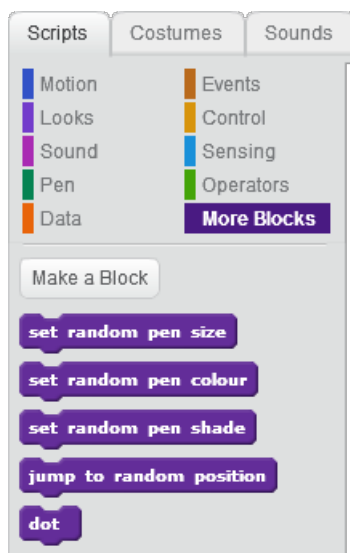 Scripts Costumes Sounds
Motion Events
Looks Control
Sound Sensing
Pen Operators
Data More Blocks
Make a Block
set random pen size
set random pen colour
set random pen shade
jump to random position
dot